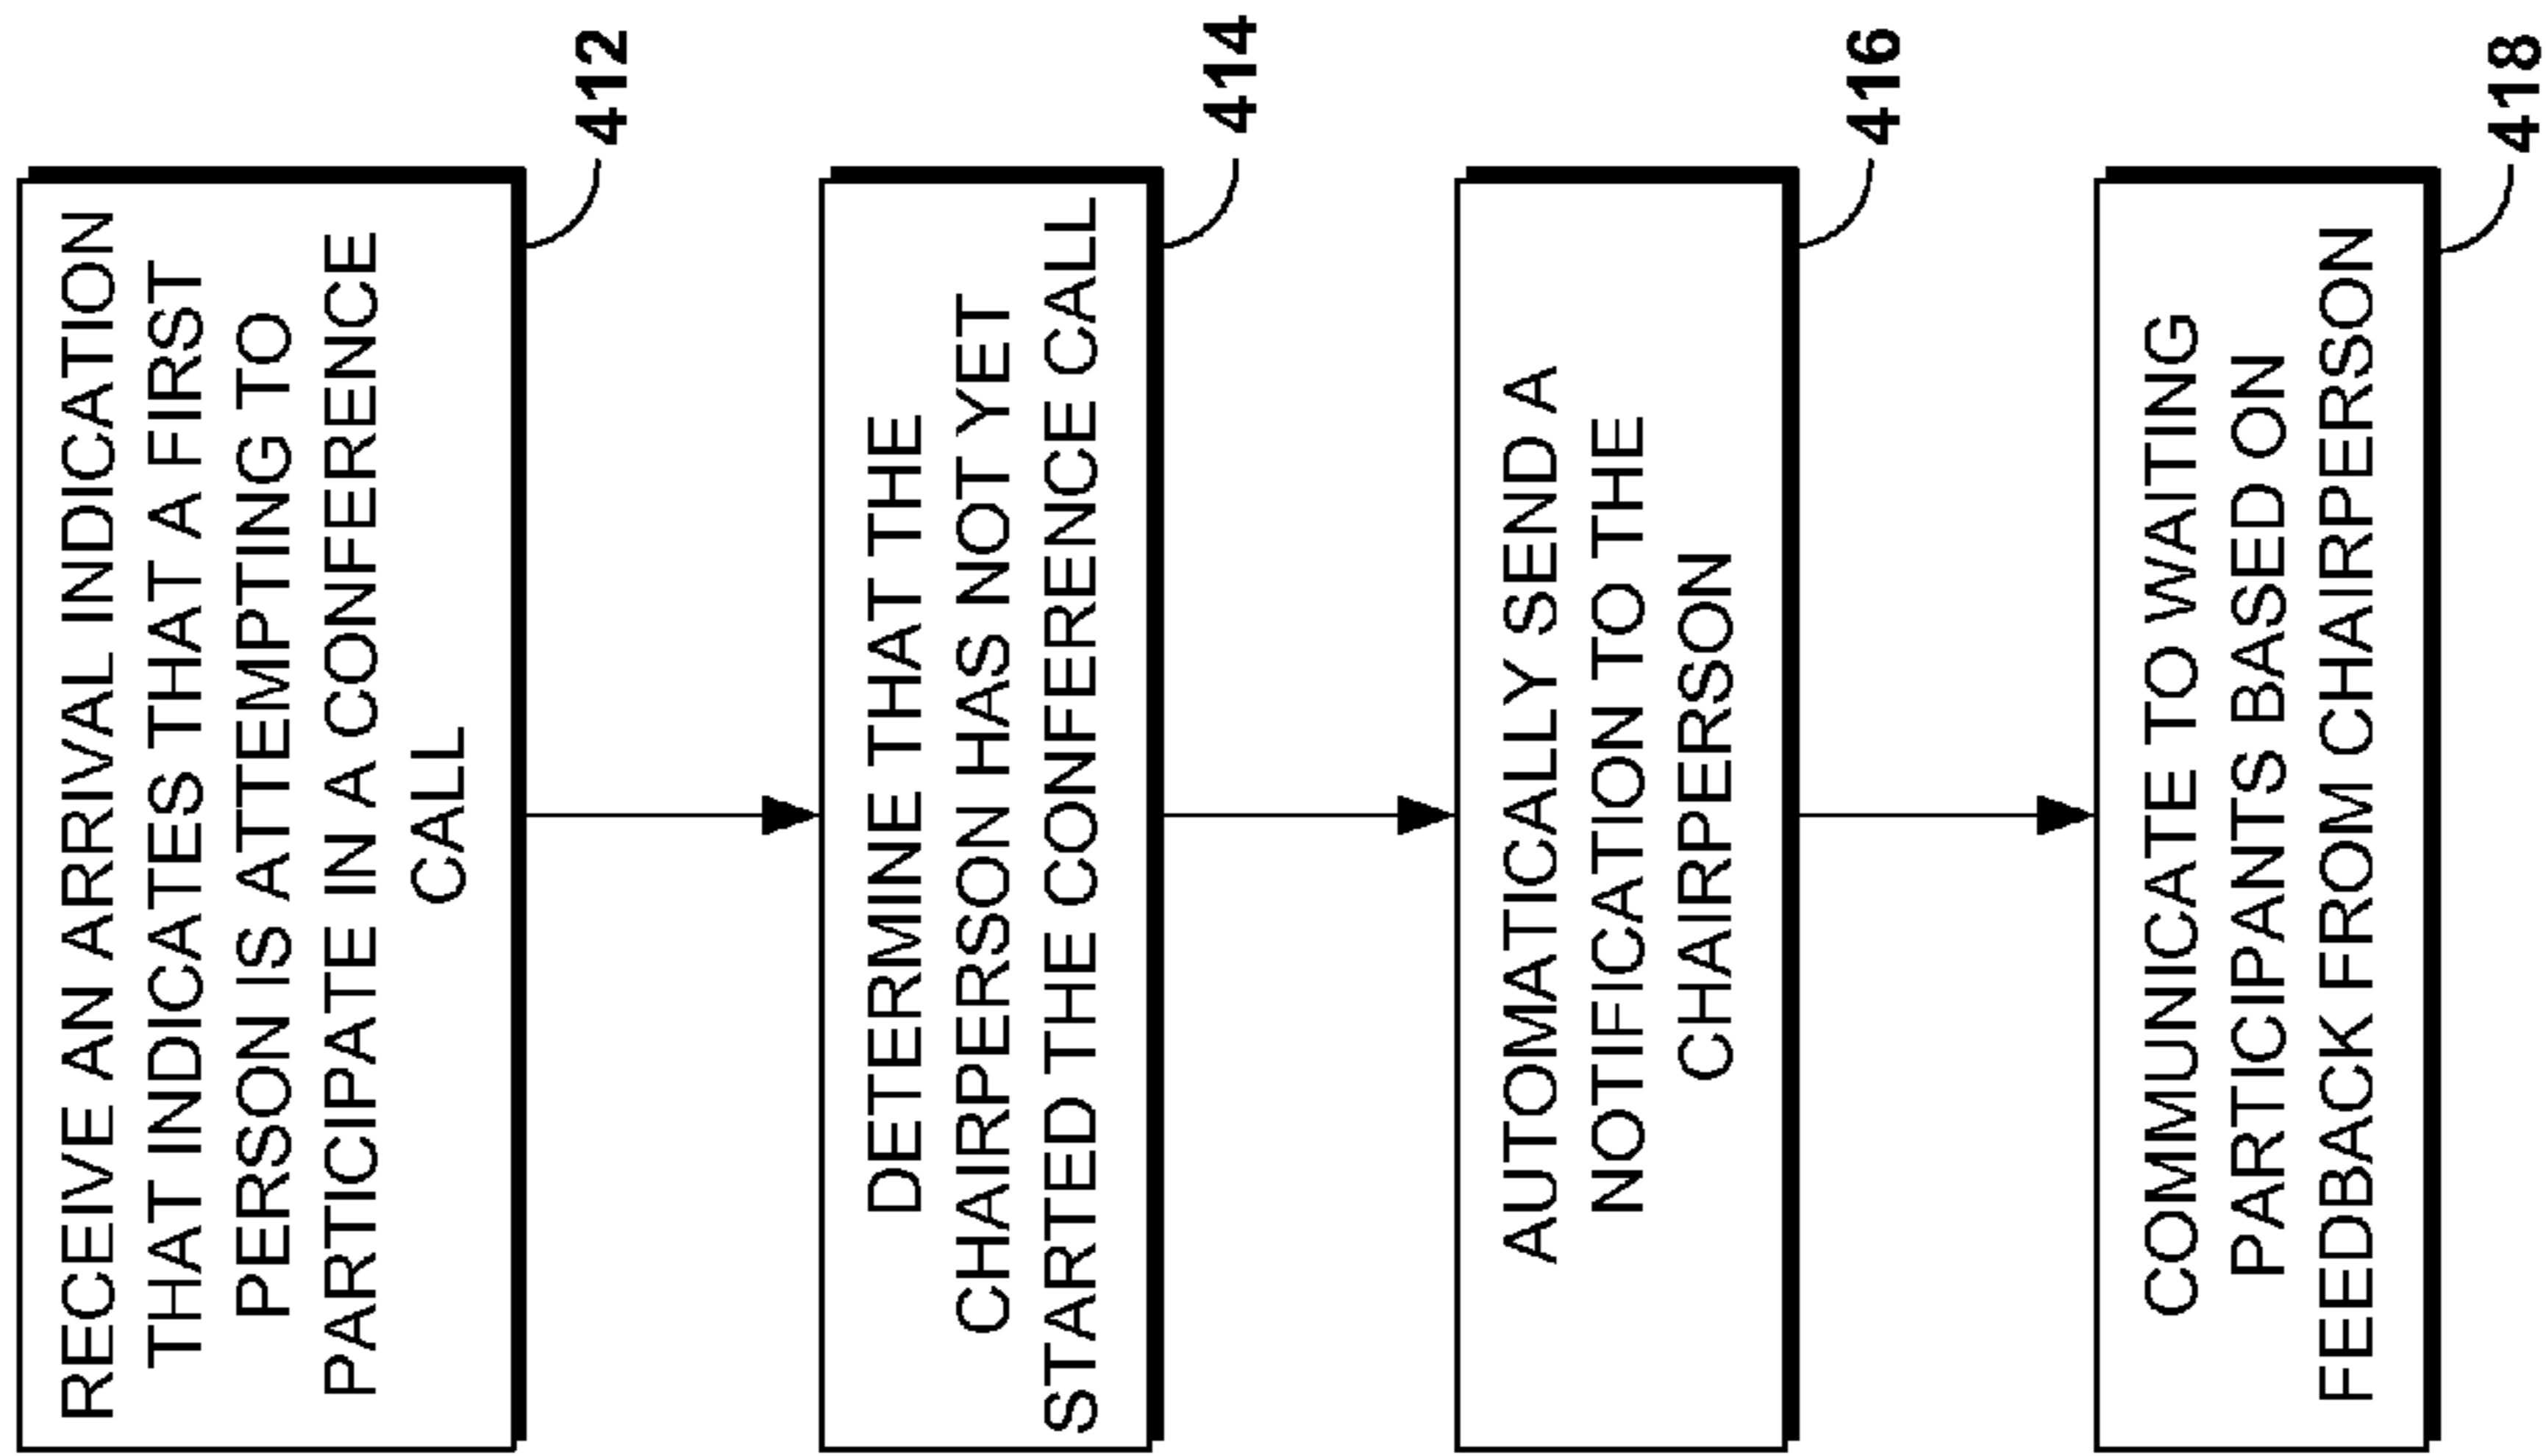 RECEIVE AN ARRIVAL INDICATION
THAT INDICATES THAT A FIRST
PERSON IS ATTEMPTING TO
PARTICIPATE IN A CONFERENCE
CALL
412
DETERMINE THAT THE
CHAIRPERSON HAS NOT YET
STARTED THE CONFERENCE CALL
414
AUTOMATICALLY SEND A
NOTIFICATION TO THE
CHAIRPERSON
416
COMMUNICATE TO WAITING
PARTICIPANTS BASED ON
FEEDBACK FROM CHAIRPERSON
418